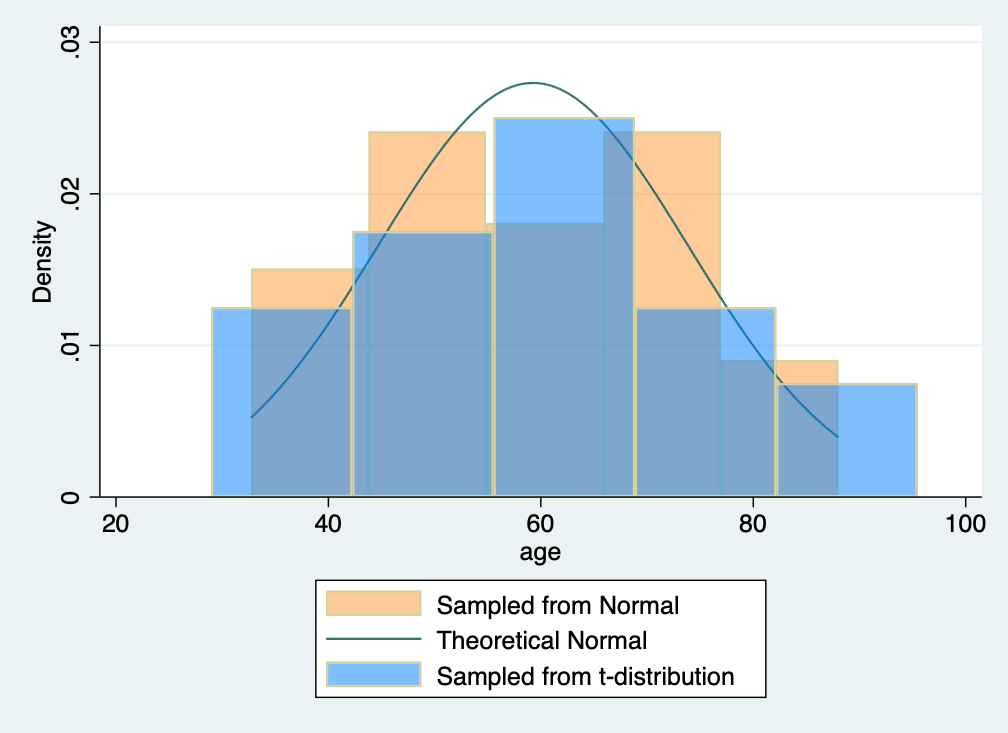 .03
.02
.01
0
Density
20 40 60 80 100
age
Sampled from Normal
Theoretical Normal
Sampled from t-distribution